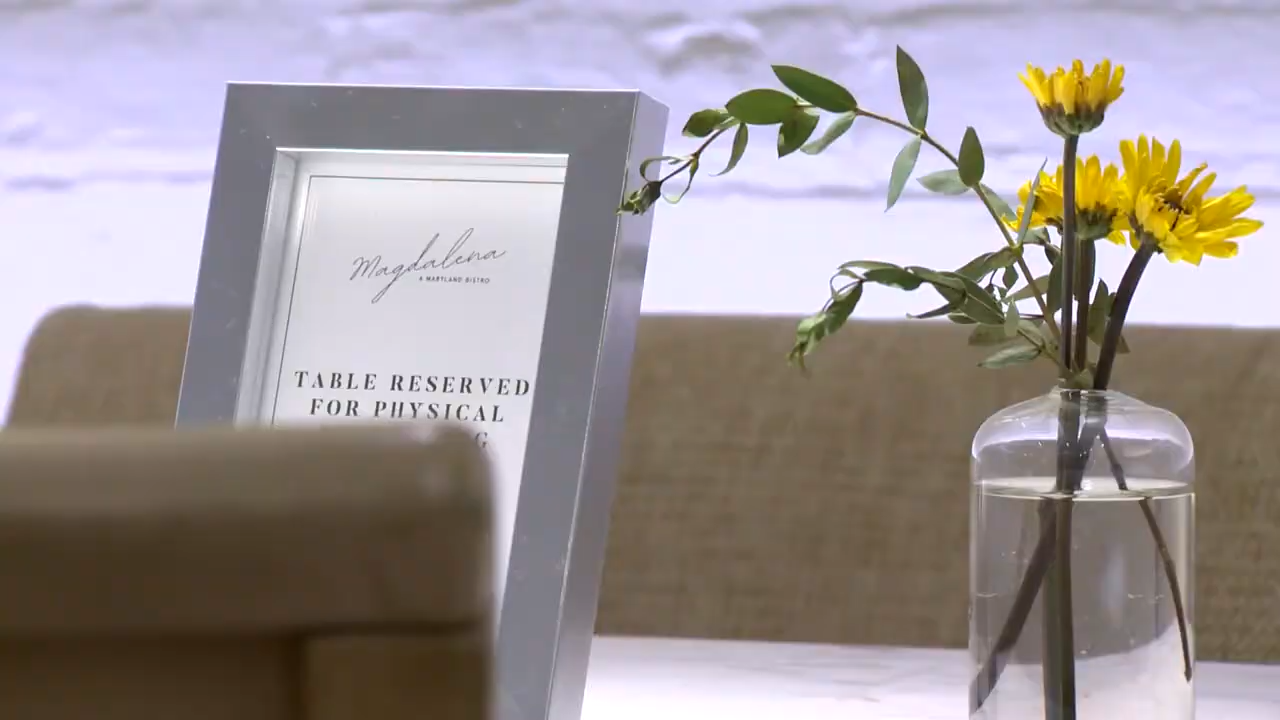 Magdalena
A MARYLAND BISTRO
TABLE RESERVED
FOR PHYSICAL